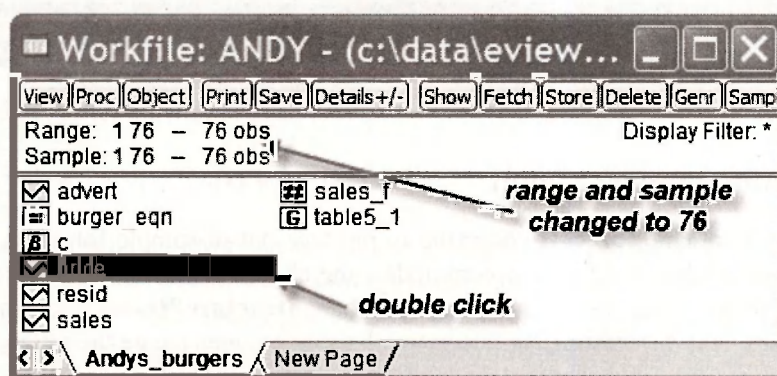 Workfile: ANDY - (c:\data\eview...
View Proc Object Print Save Details+/- Show Fetch Store Delete Genr Samp
Range: 1 76 – 76 obs Display Filter: *
Sample: 1 76 – 76 obs
range and sample
changed to 76
advert
burger_eqn
c
resid
sales
sales_f
G table5_1
double click
Andys_burgers New Page